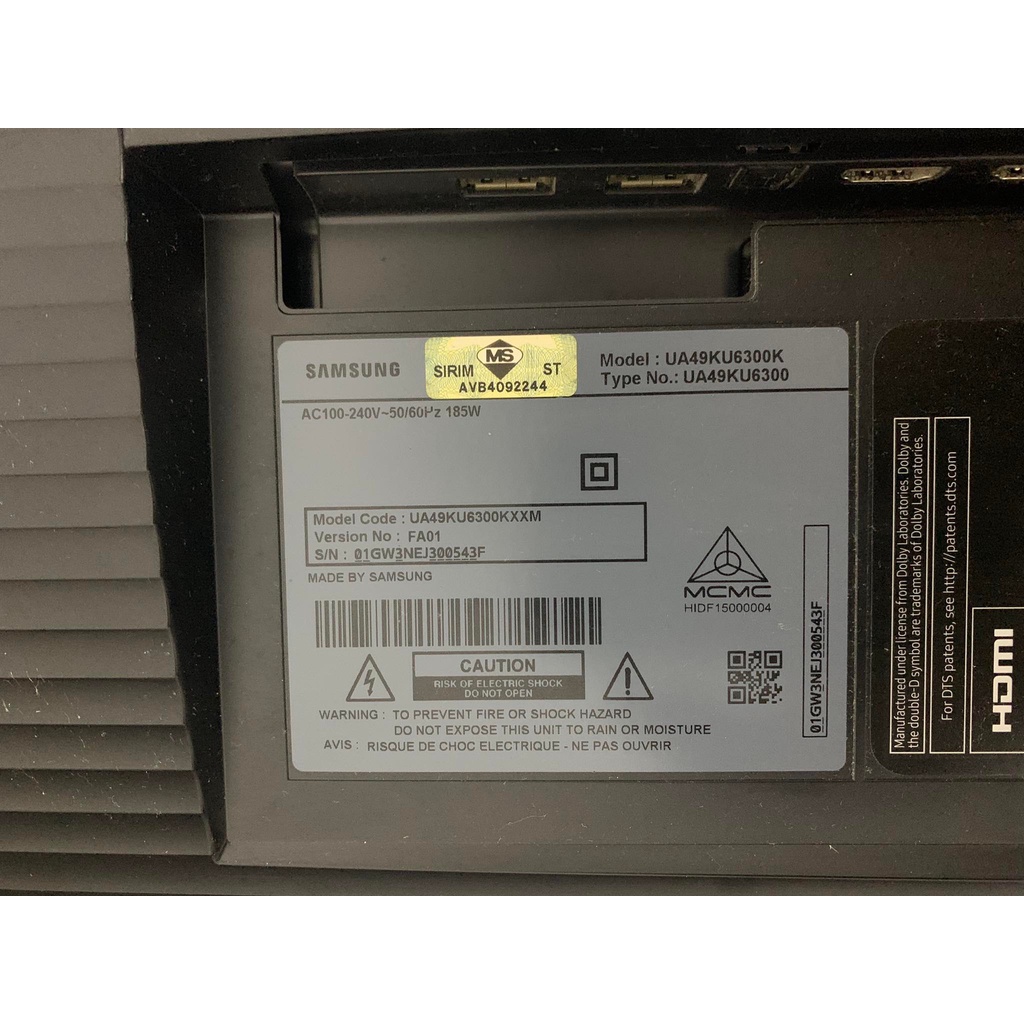 SAMSUNG
MS
SIRIM ST
AVB4092244
Model : UA49KU6300K
Type No.: UA49KU6300
AC100-240V~50/60Hz 185W
Model Code : UA49KU6300KXXM
Version No : FA01
S/N : 01GW3NEJ300543F
MADE BY SAMSUNG
MCMC
HIDF15000004
CAUTION
RISK OF ELECTRIC SHOCK
DO NOT OPEN
WARNING : TO PREVENT FIRE OR SHOCK HAZARD
DO NOT EXPOSE THIS UNIT TO RAIN OR MOISTURE
AVIS : RISQUE DE CHOC ELECTRIQUE - NE PAS OUVRIR
01GW3NEJ300543F
Manufactured under license from Dolby Laboratories. Dolby and
the double-D symbol are trademarks of Dolby Laboratories.
For DTS patents, see http://patents.dts.com
HDMI